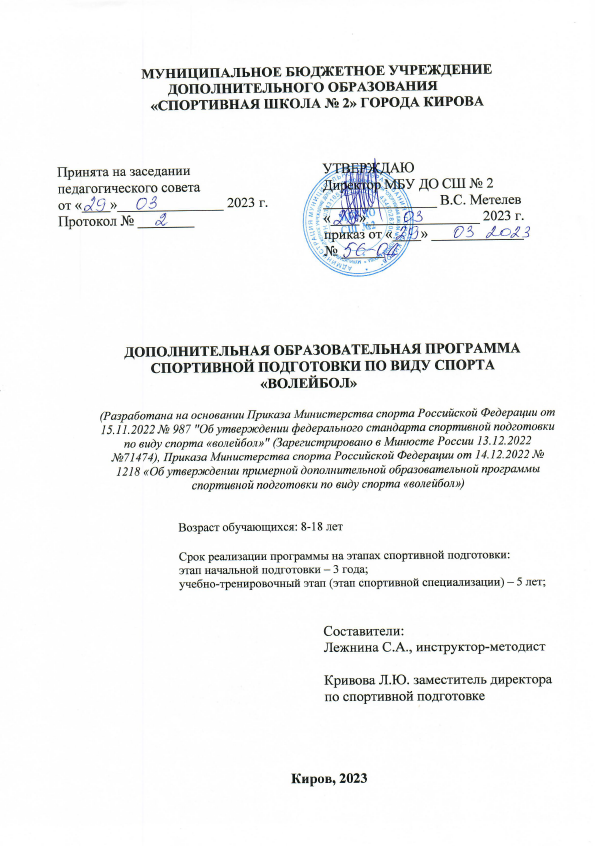 МУНИЦИПАЛЬНОЕ БЮДЖЕТНОЕ УЧРЕЖДЕНИЕ
ДОПОЛНИТЕЛЬНОГО ОБРАЗОВАНИЯ
«СПОРТИВНАЯ ШКОЛА № 2» ГОРОДА КИРОВА
Принята на заседании
педагогического совета
от «29» 03 2023 г.
Протокол № 2
УТВЕРЖДАЮ
Директор МБУ ДО СШ № 2
В.С. Метелев
«29» 03 2023 г.
приказ от «29» 03 2023
№ 56-ОД
ДОПОЛНИТЕЛЬНАЯ ОБРАЗОВАТЕЛЬНАЯ ПРОГРАММА
СПОРТИВНОЙ ПОДГОТОВКИ ПО ВИДУ СПОРТА
«ВОЛЕЙБОЛ»
(Разработана на основании Приказа Министерства спорта Российской Федерации от
15.11.2022 № 987 "Об утверждении федерального стандарта спортивной подготовки
по виду спорта «волейбол»" (Зарегистрировано в Минюсте России 13.12.2022
№71474), Приказа Министерства спорта Российской Федерации от 14.12.2022 №
1218 «Об утверждении примерной дополнительной образовательной программы
спортивной подготовки по виду спорта «волейбол»)
Возраст обучающихся: 8-18 лет
Срок реализации программы на этапах спортивной подготовки:
этап начальной подготовки – 3 года;
учебно-тренировочный этап (этап спортивной специализации) – 5 лет;
Составители:
Лежнина С.А., инструктор-методист
Кривова Л.Ю. заместитель директора
по спортивной подготовке
Киров, 2023